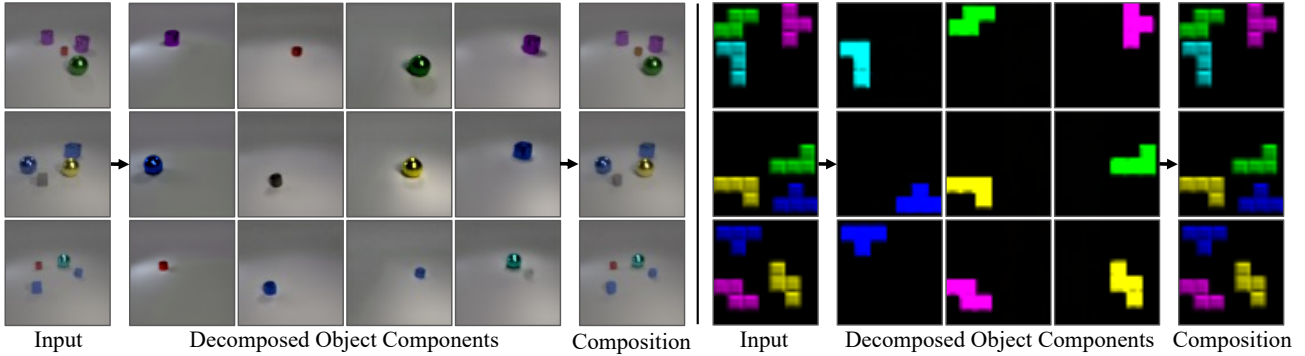 Input
Decomposed Object Components
Composition
Input
Decomposed Object Components
Composition